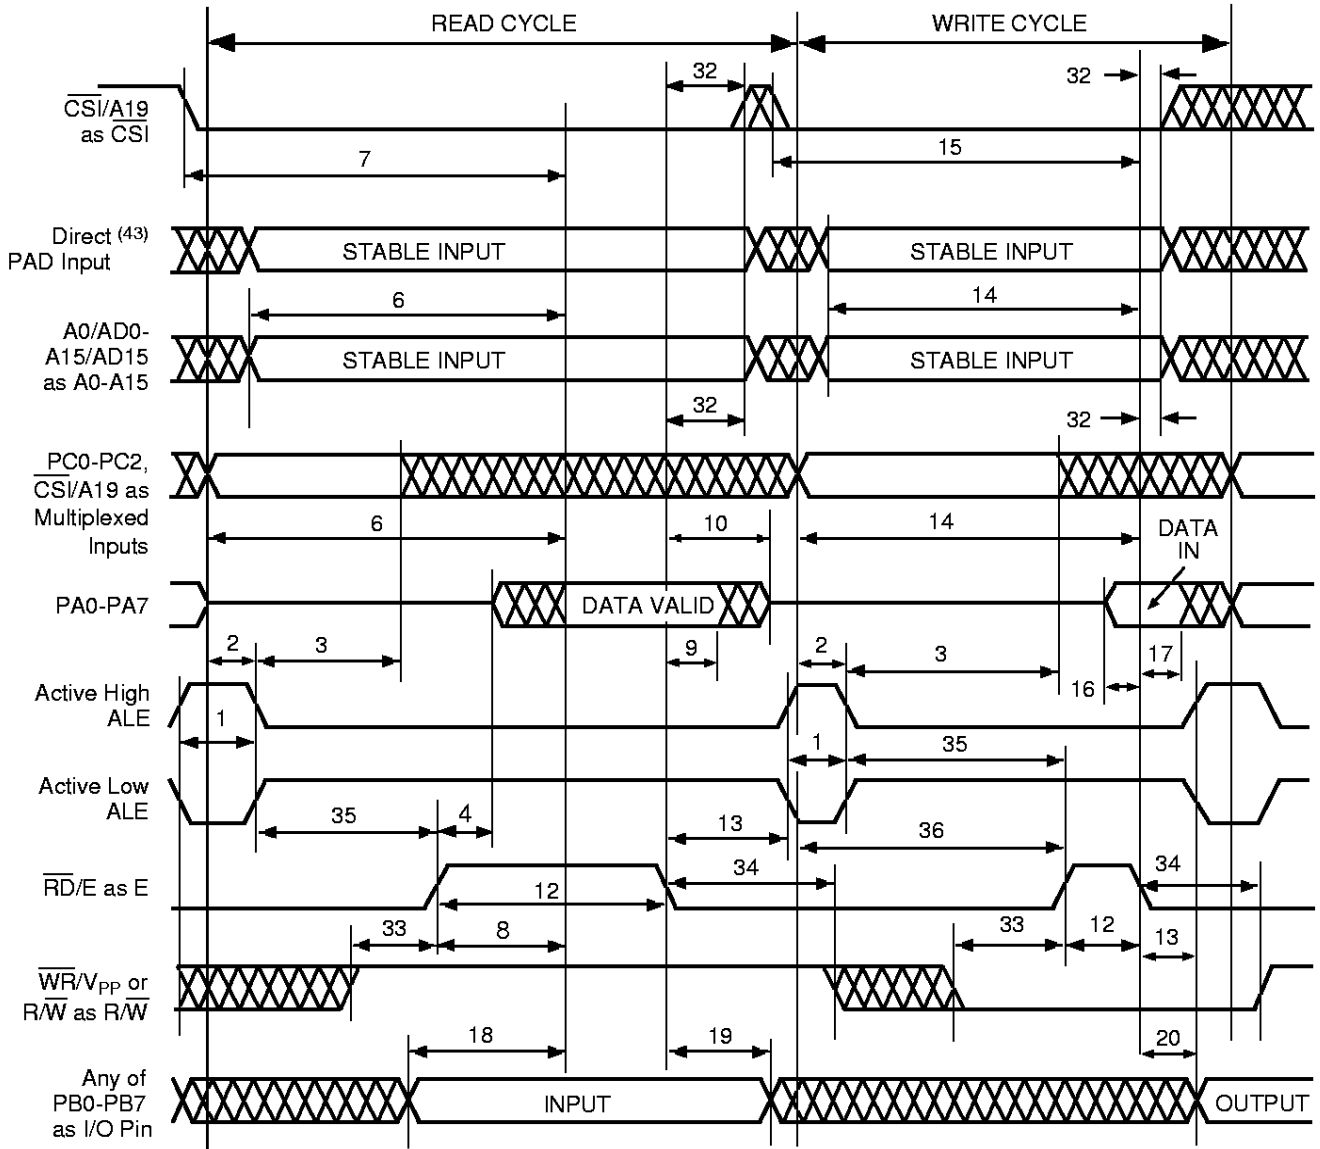 READ CYCLE
WRITE CYCLE
32
32
CSI/A19
as CSI
7
15
Direct (43)
PAD Input
STABLE INPUT
STABLE INPUT
6
14
A0/AD0-
A15/AD15
as A0-A15
STABLE INPUT
STABLE INPUT
32
32
PC0-PC2,
CSI/A19 as
Multiplexed
Inputs
6
10
14
DATA
IN
PA0-PA7
DATA VALID
2
3
9
2
3
17
16
Active High
ALE
1
1
35
Active Low
ALE
35
4
13
36
RD/E as E
12
34
34
33
8
33
12
13
WR/VPP or
R/W as R/W
18
19
20
Any of
PB0-PB7
as I/O Pin
INPUT
OUTPUT